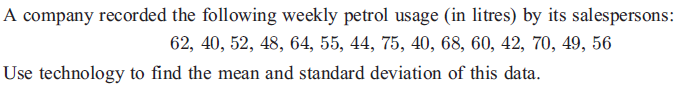 A company recorded the following weekly petrol usage (in litres) by its salespersons:
62, 40, 52, 48, 64, 55, 44, 75, 40, 68, 60, 42, 70, 49, 56
Use technology to find the mean and standard deviation of this data.